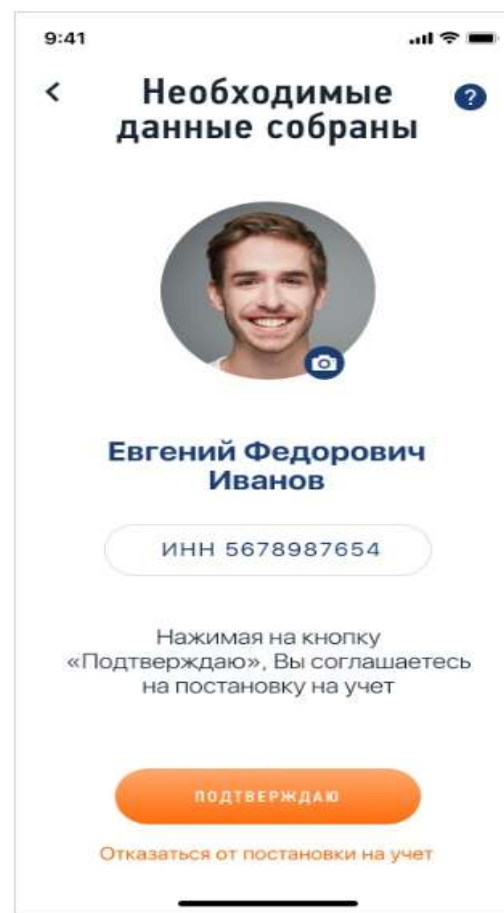 9:41
Необходимые
данные собраны
?
Евгений Федорович
Иванов
ИНН 5678987654
Нажимая на кнопку
«Подтверждаю», Вы соглашаетесь
на постановку на учет
ПОДТВЕРЖДАЮ
Отказаться от постановки на учет